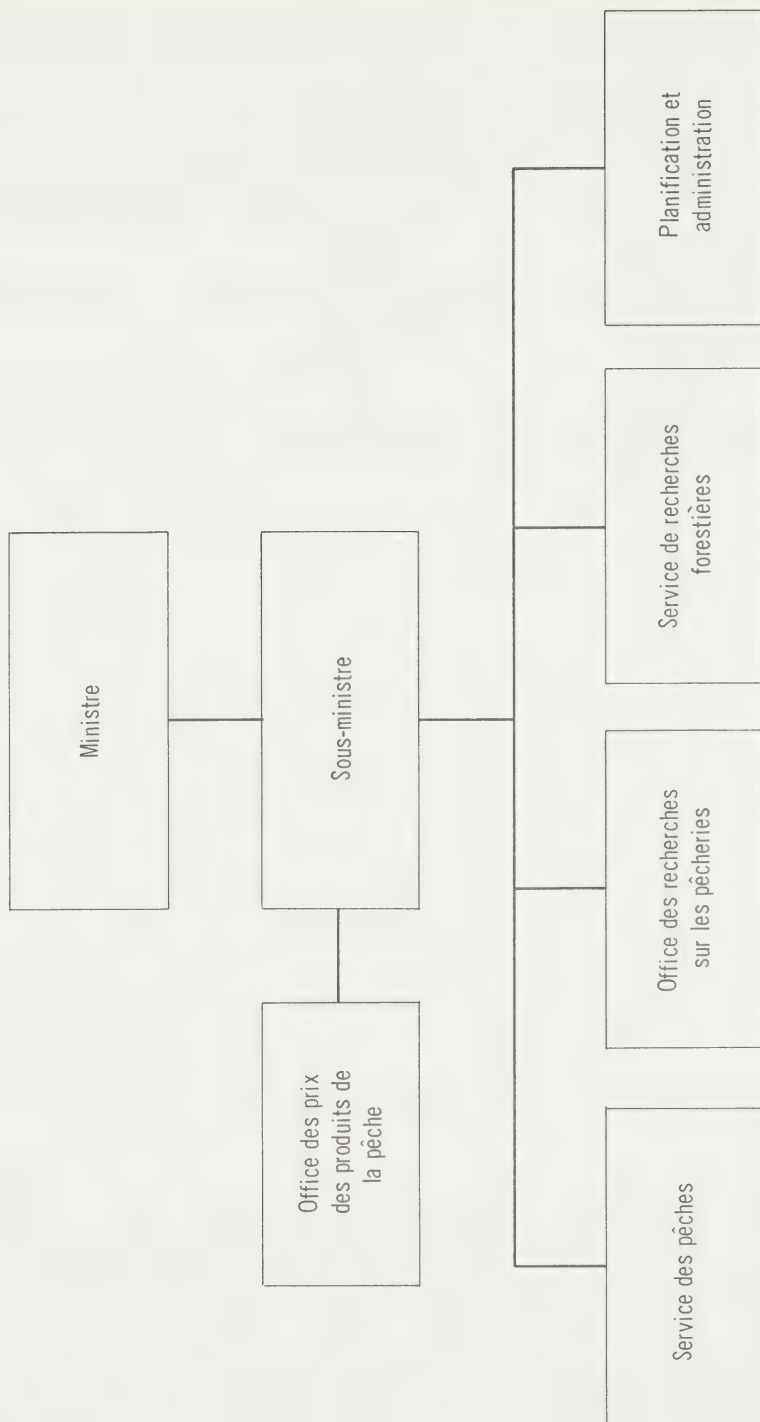 Ministre
Sous-ministre
Office des prix
des produits de
la pêche
Service des pêches
Office des recherches
sur les pêcheries
Service de recherches
forestières
Planification et
administration